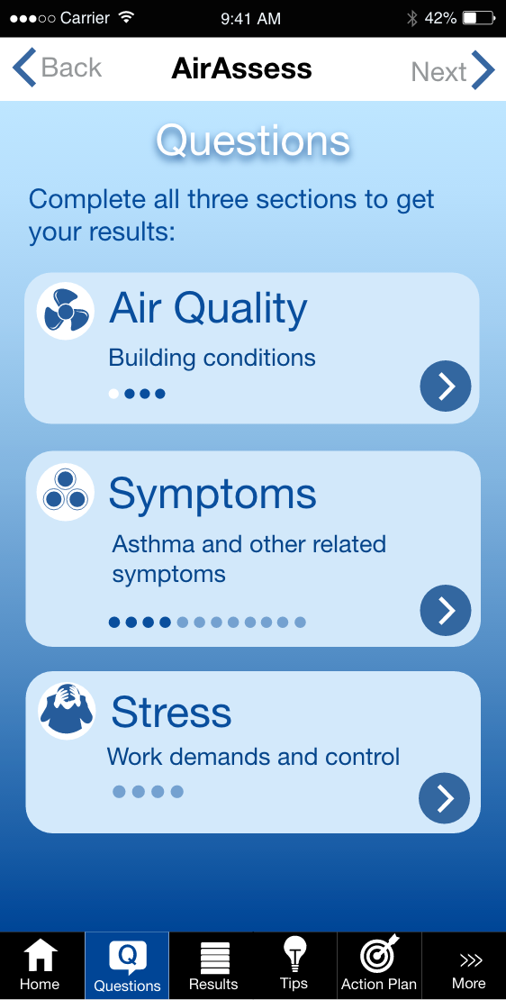 Carrier 9:41 AM 42%
Back AirAssess Next
Questions
Complete all three sections to get
your results:
Air Quality
Building conditions
Symptoms
Asthma and other related
symptoms
Stress
Work demands and control
Q T
Home Questions Results Tips Action Plan More